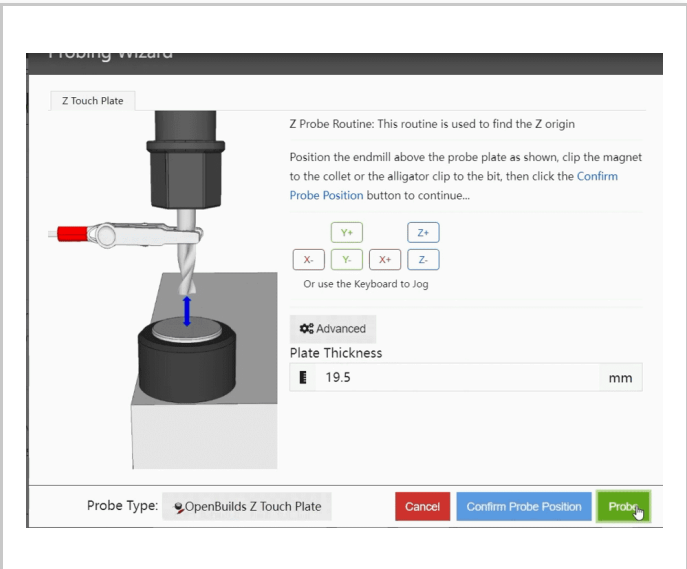 Probing Wizard
Z Touch Plate
Z Probe Routine: This routine is used to find the Z origin
Position the endmill above the probe plate as shown, clip the magnet
to the collet or the alligator clip to the bit, then click the Confirm
Probe Position button to continue...
Y+ Z+
X- Y- X+ Z-
Or use the Keyboard to Jog
Advanced
Plate Thickness
19.5 mm
Probe Type: OpenBuilds Z Touch Plate Cancel Confirm Probe Position Probe